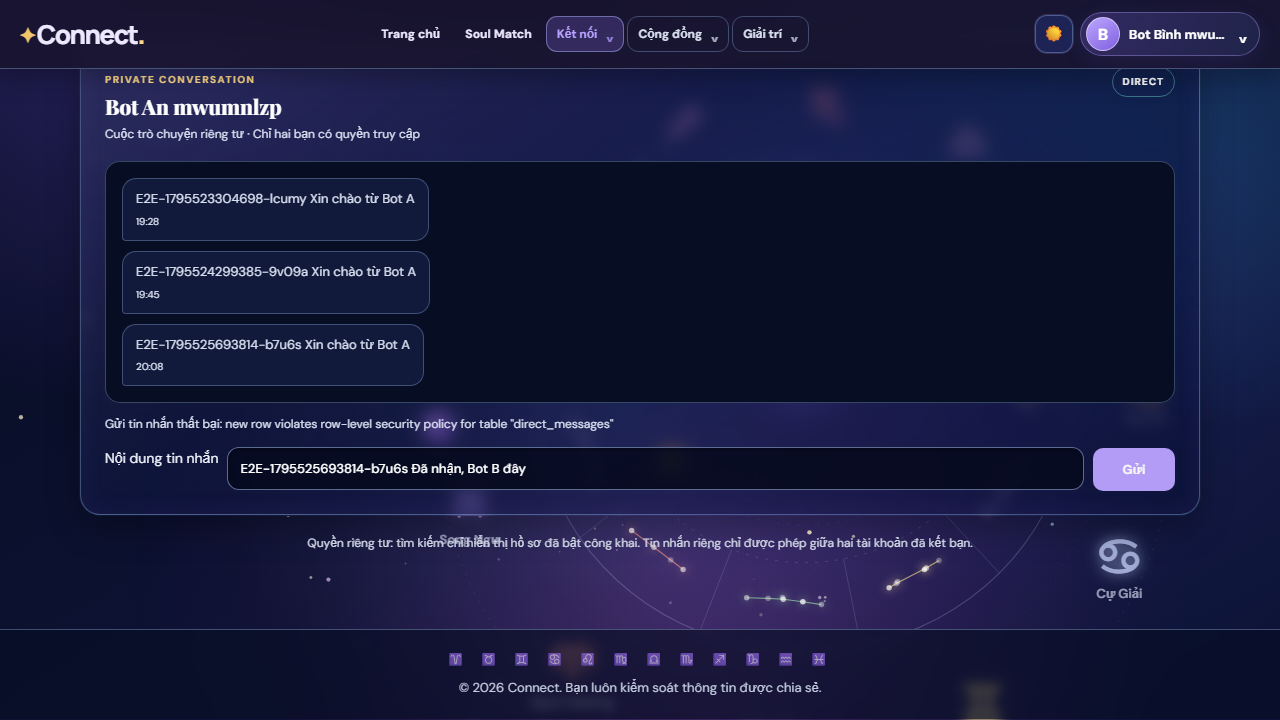 Connect.
Trang chủ
Soul Match
Kết nối
Cộng đồng
Giải trí
B
Bot Bình mwu...
PRIVATE CONVERSATION
DIRECT
Bot An mwumnlzp
Cuộc trò chuyện riêng tư · Chỉ hai bạn có quyền truy cập
E2E-1795523304698-lcumy Xin chào từ Bot A
19:28
E2E-1795524299385-9v09a Xin chào từ Bot A
19:45
E2E-1795525693814-b7u6s Xin chào từ Bot A
20:08
Gửi tin nhắn thất bại: new row violates row-level security policy for table "direct_messages"
Nội dung tin nhắn
E2E-1795525693814-b7u6s Đã nhận, Bot B đây
Gửi
Quyền riêng tư: tìm kiếm chỉ hiển thị hồ sơ đã bật công khai. Tin nhắn riêng chỉ được phép giữa hai tài khoản đã kết bạn.
Cự Giải
♈ ♉ ♊ ♋ ♌ ♍ ♎ ♏ ♐ ♑ ♒ ♓
© 2026 Connect. Bạn luôn kiểm soát thông tin được chia sẻ.